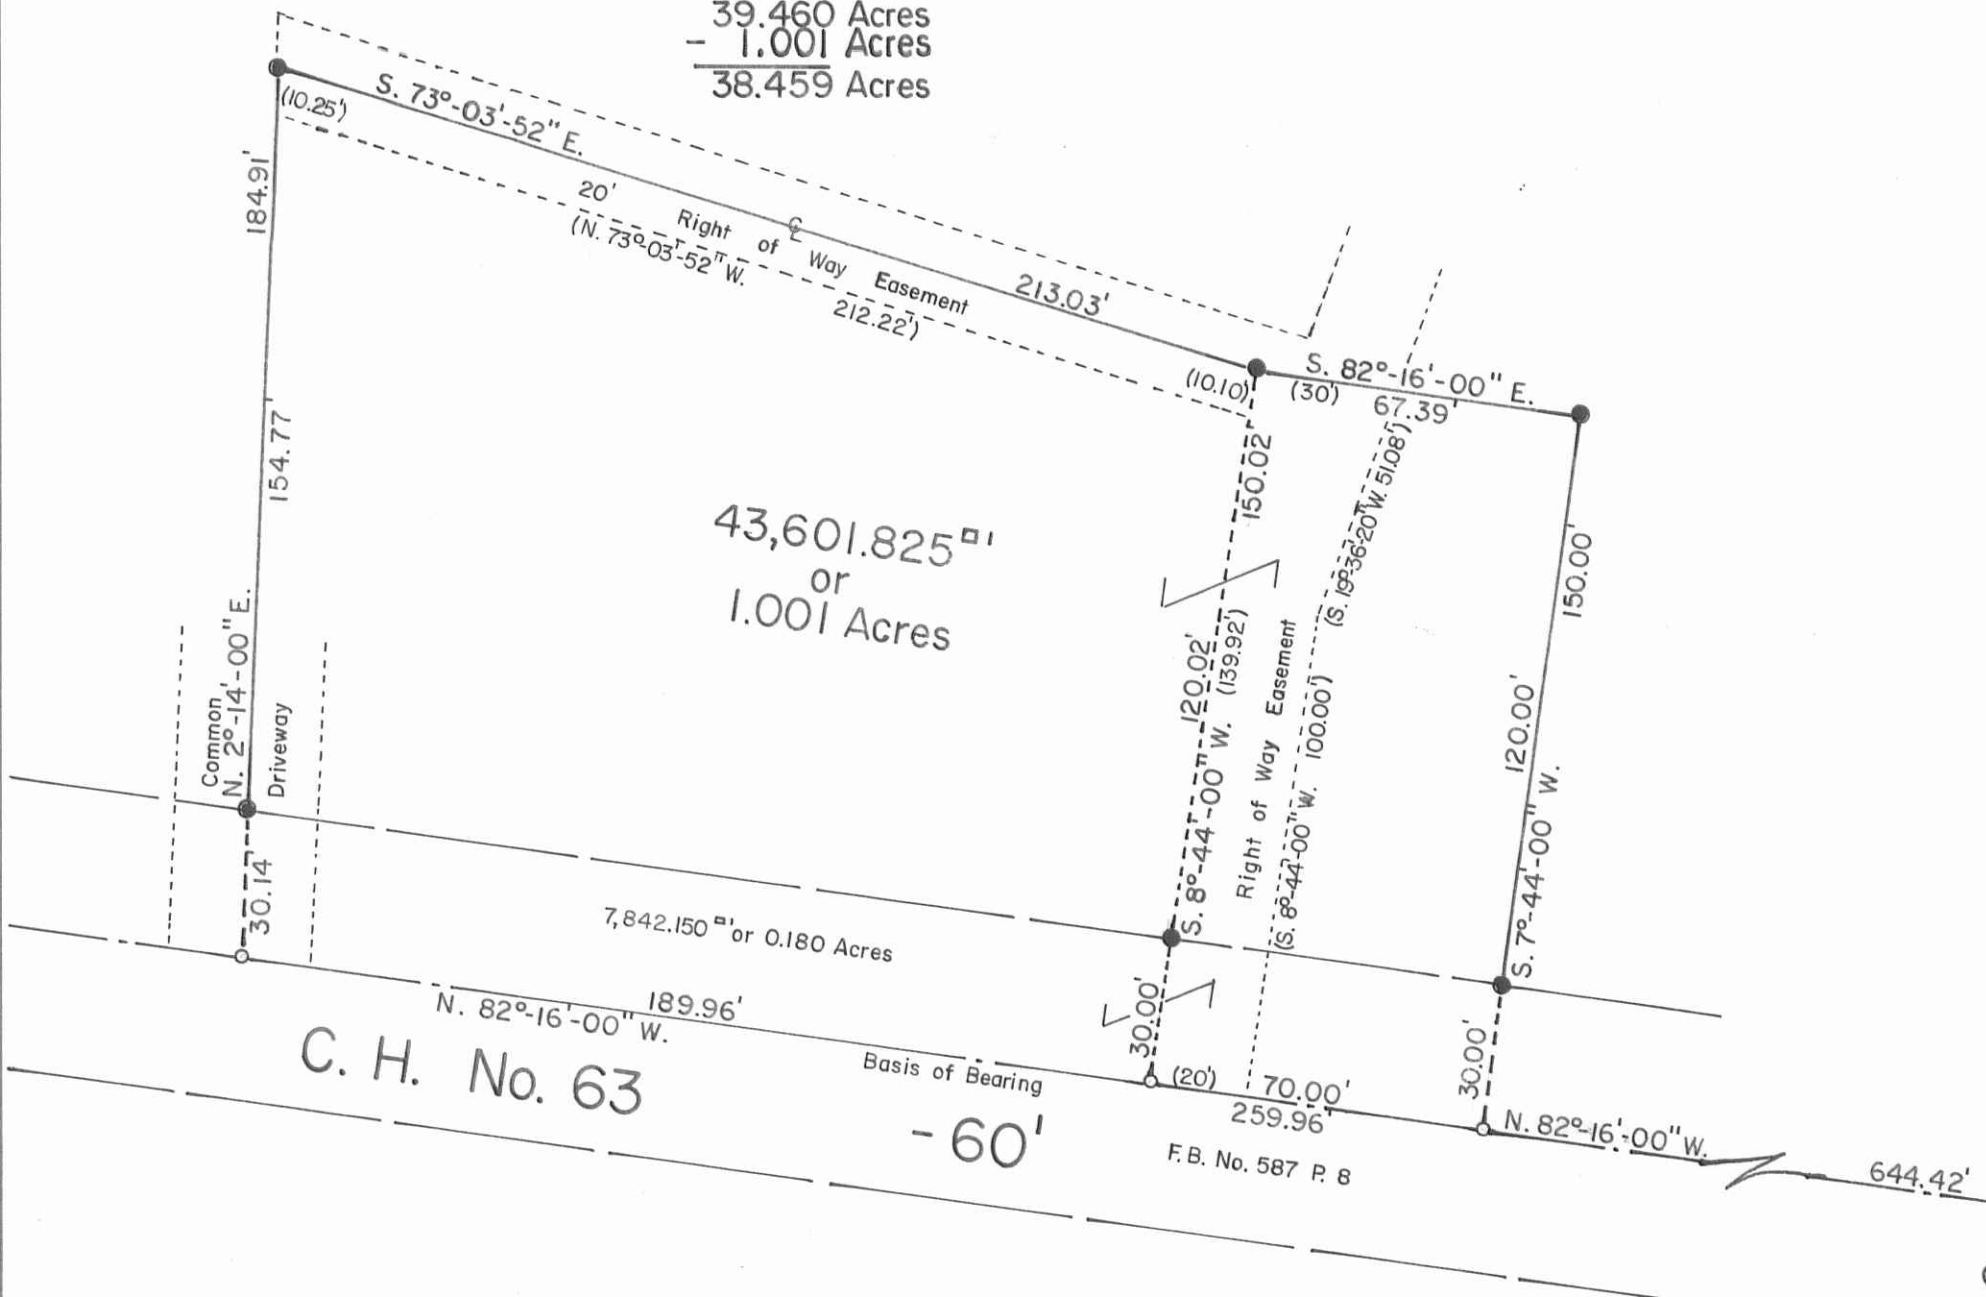 39.460 Acres
- 1.001 Acres
38.459 Acres
S. 73°-03'-52" E.
213.03'
(10.25')
20' Right of ℄ Way Easement
(N. 73°-03'-52" W. 212.22')
(10.10')
184.91'
154.77'
N. 2°-14'-00" E.
S. 82°-16'-00" E.
(30')
67.39'
150.02'
120.02'
S. 8°-44'-00" W. (139.92')
Right of Way Easement
(S. 8°-44'-00" W. 100.00')
(S. 19°-36'-20" W. 51.08')
150.00'
120.00'
S. 7°-44'-00" W.
43,601.825 □'
or
1.001 Acres
Common
Driveway
30.14'
7,842.150 □' or 0.180 Acres
30.00'
30.00'
N. 82°-16'-00" W.
189.96'
Basis of Bearing
(20')
70.00'
259.96'
N. 82°-16'-00" W.
644.42'
C. H. No. 63
- 60'
F.B. No. 587 P. 8